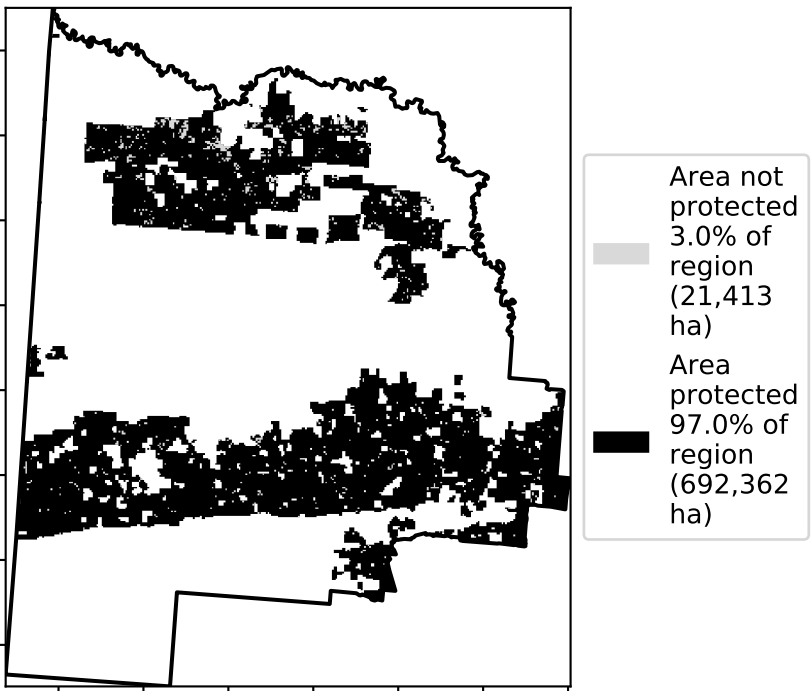 Area not
protected
3.0% of
region
(21,413
ha)
Area
protected
97.0% of
region
(692,362
ha)